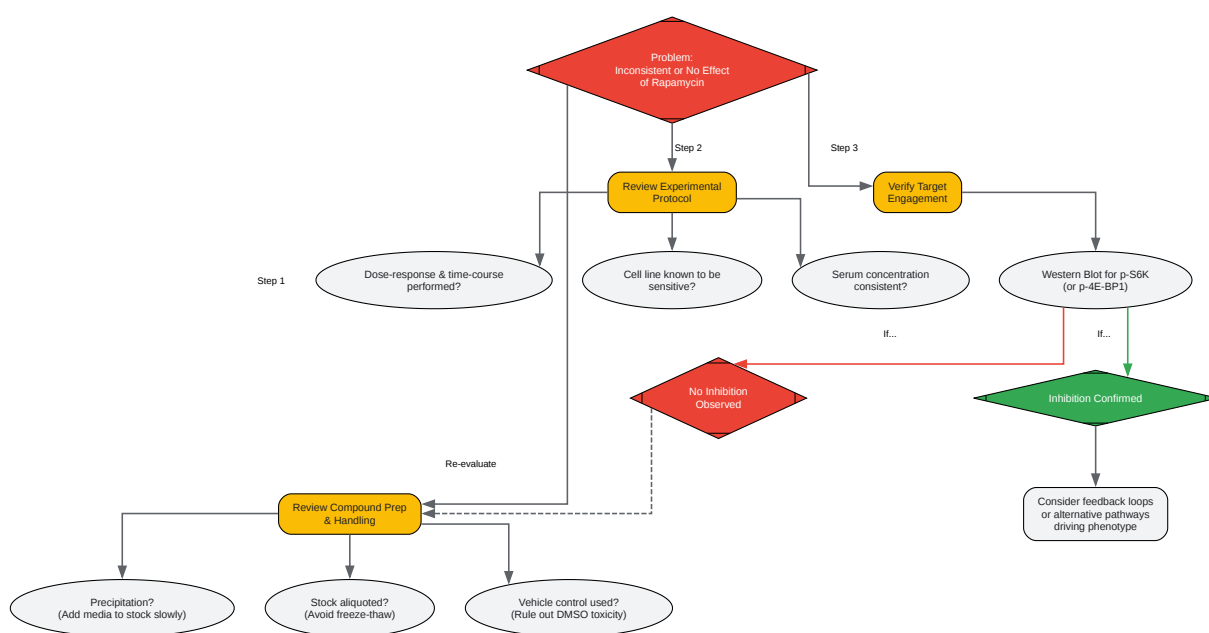 Problem:
Inconsistent or No Effect
of Rapamycin
Step 2
Step 3
Review Experimental
Protocol
Verify Target
Engagement
Step 1
Dose-response & time-course
performed?
Cell line known to be
sensitive?
Serum concentration
consistent?
Western Blot for p-S6K
(or p-4E-BP1)
If...
If...
No Inhibition
Observed
Inhibition Confirmed
Re-evaluate
Review Compound Prep
& Handling
Consider feedback loops
or alternative pathways
driving phenotype
Precipitation?
(Add media to stock slowly)
Stock aliquoted?
(Avoid freeze-thaw)
Vehicle control used?
(Rule out DMSO toxicity)